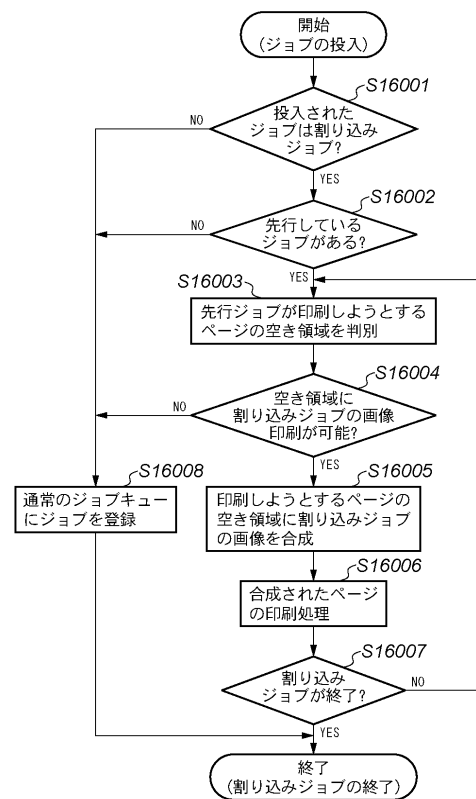 開始
(ジョブの投入)
S16001
投入された
ジョブは割り込み
ジョブ?
NO
YES
S16002
先行している
ジョブがある?
NO
YES
S16003
先行ジョブが印刷しようとする
ページの空き領域を判別
S16004
空き領域に
割り込みジョブの画像
印刷が可能?
NO
YES
S16008
通常のジョブキュー
にジョブを登録
S16005
印刷しようとするページの
空き領域に割り込みジョブ
の画像を合成
S16006
合成されたページ
の印刷処理
S16007
割り込み
ジョブが終了?
NO
YES
終了
(割り込みジョブの終了)